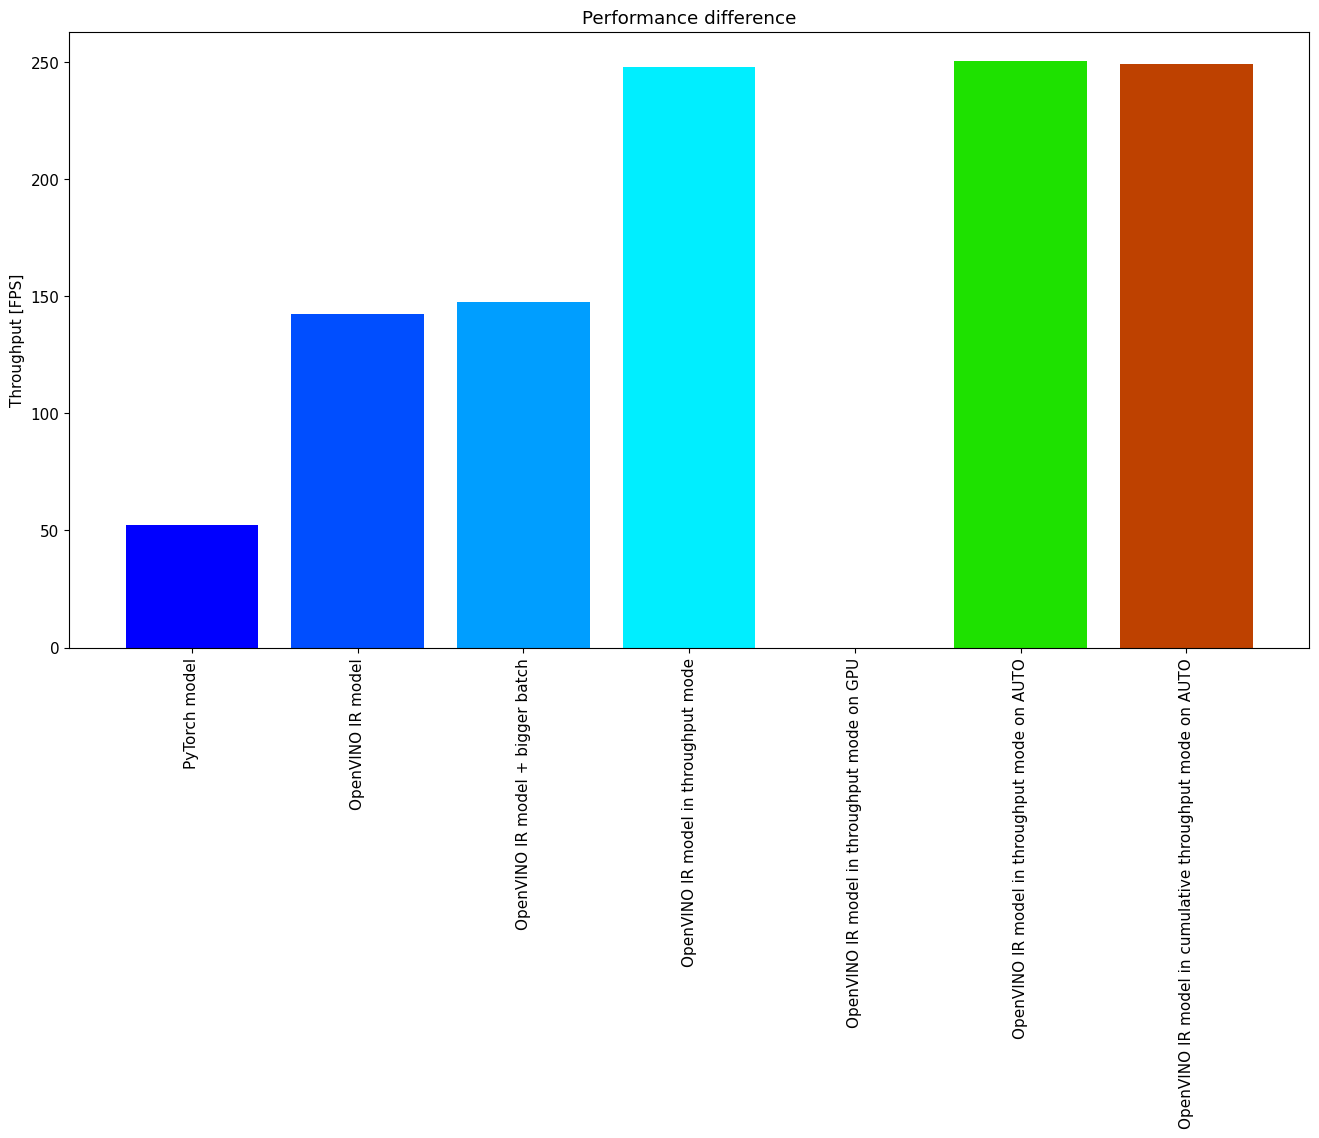 Performance difference
Throughput [FPS]
250
200
150
100
50
0
PyTorch model
OpenVINO IR model
OpenVINO IR model + bigger batch
OpenVINO IR model in throughput mode
OpenVINO IR model in throughput mode on GPU
OpenVINO IR model in throughput mode on AUTO
OpenVINO IR model in cumulative throughput mode on AUTO